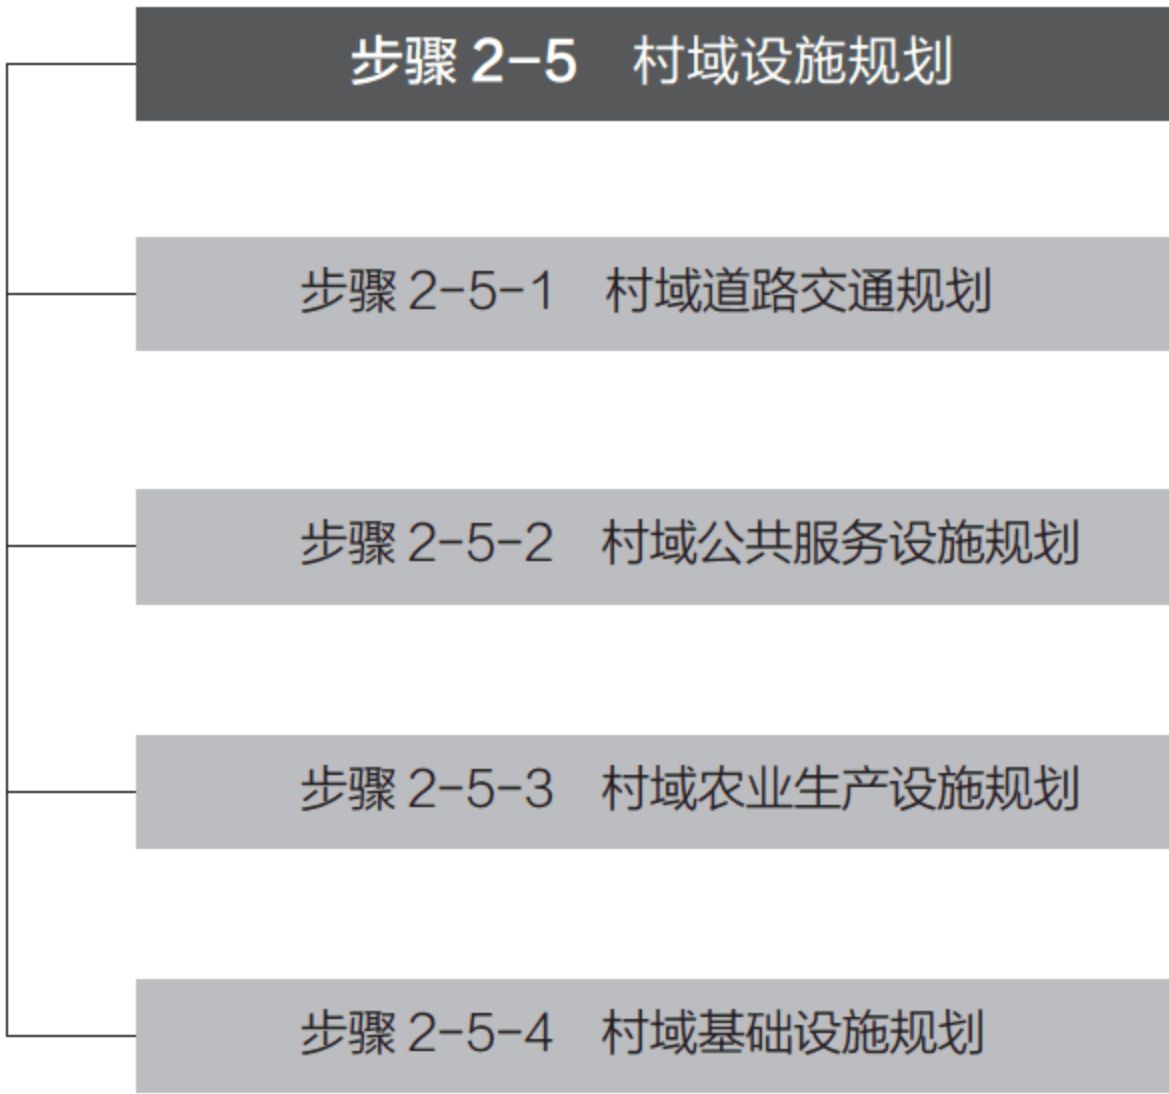 步骤 2-5 村域设施规划
步骤 2-5-1 村域道路交通规划
步骤 2-5-2 村域公共服务设施规划
步骤 2-5-3 村域农业生产设施规划
步骤 2-5-4 村域基础设施规划